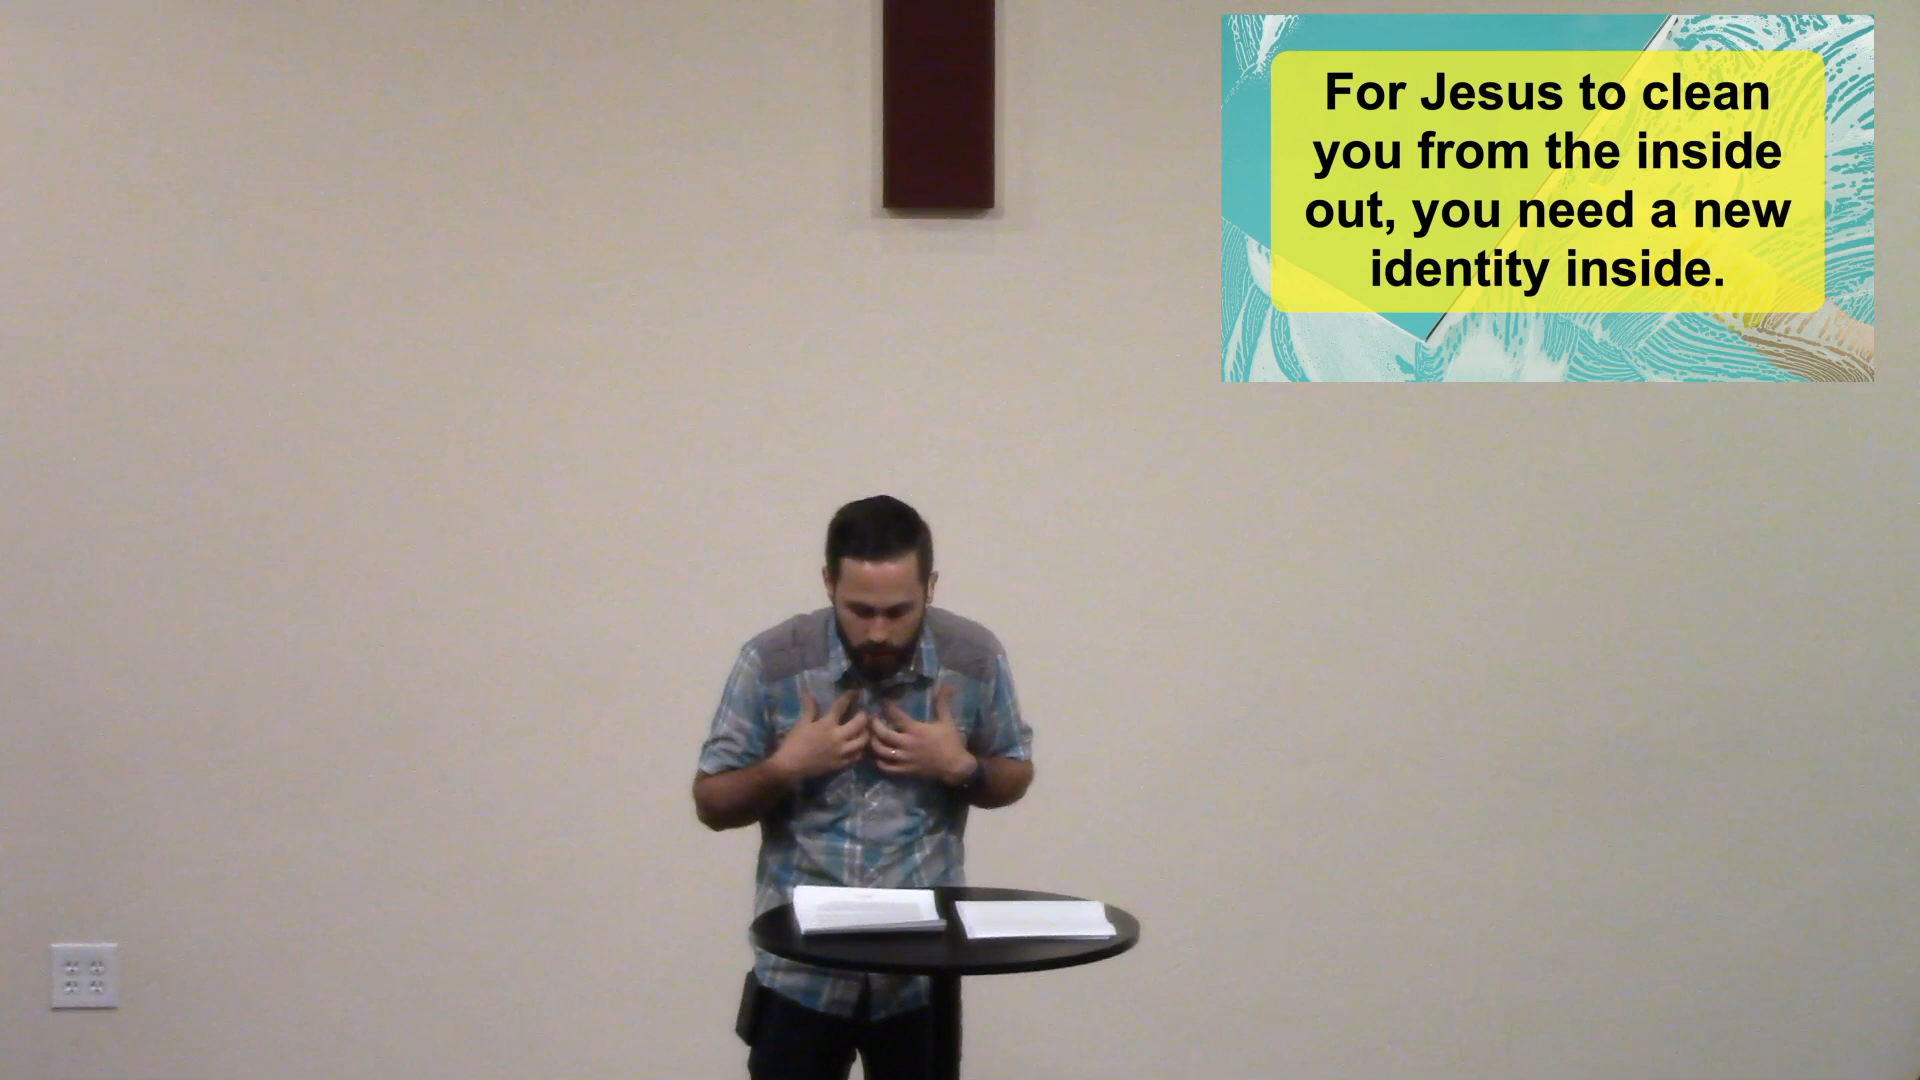 For Jesus to clean
you from the inside
out, you need a new
identity inside.